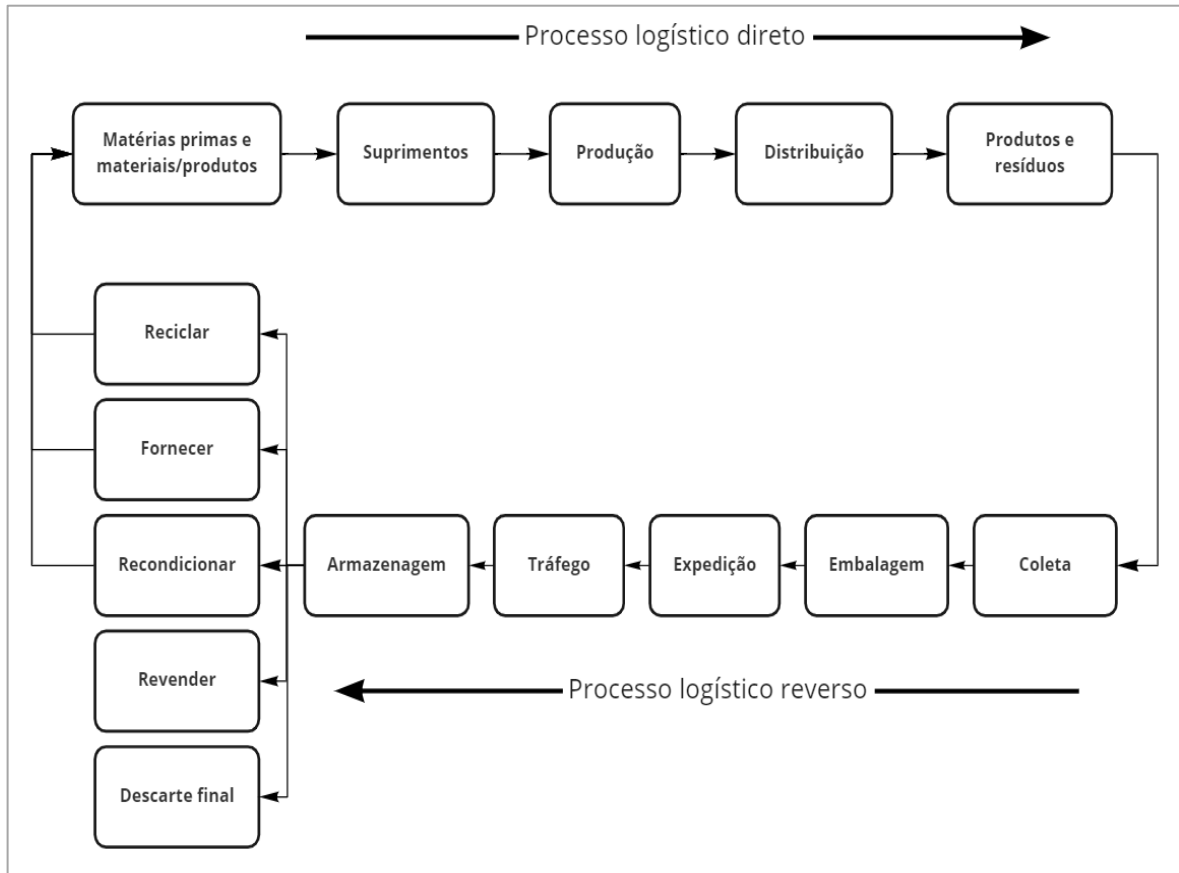 Processo logístico direto
Matérias primas e
materiais/produtos
Suprimentos
Produção
Distribuição
Produtos e
resíduos
Reciclar
Fornecer
Recondicionar
Armazenagem
Tráfego
Expedição
Embalagem
Coleta
Revender
Processo logístico reverso
Descarte final